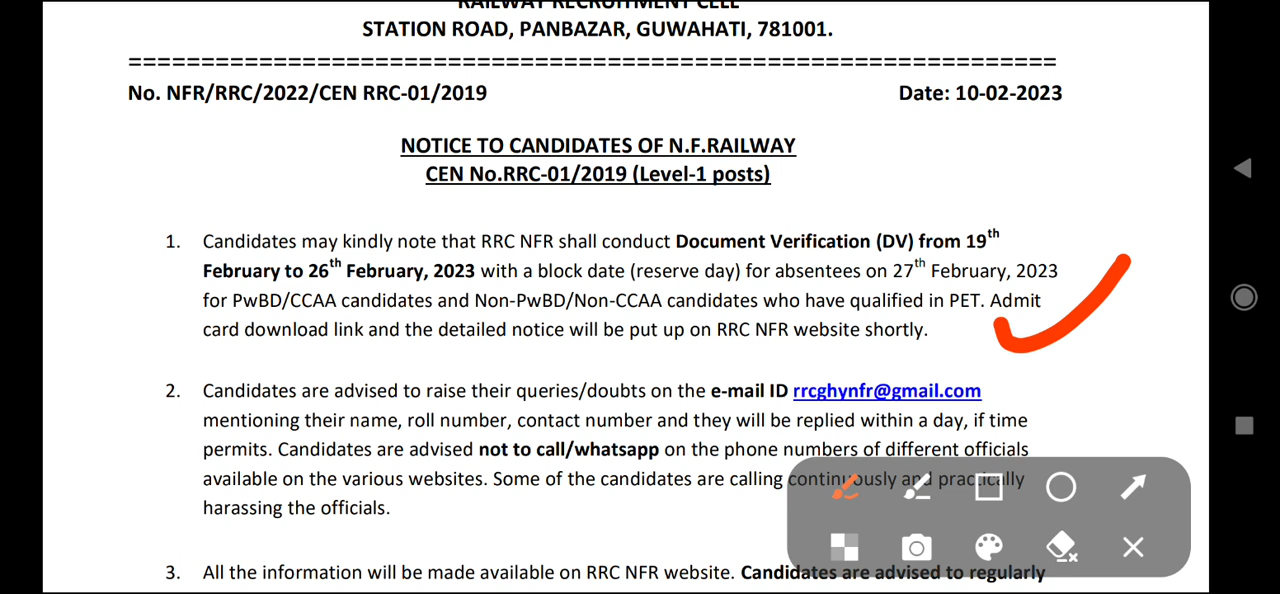 RAILWAY RECRUITMENT CELL
STATION ROAD, PANBAZAR, GUWAHATI, 781001.
================================================================
No. NFR/RRC/2022/CEN RRC-01/2019 Date: 10-02-2023
NOTICE TO CANDIDATES OF N.F.RAILWAY
CEN No.RRC-01/2019 (Level-1 posts)
1. Candidates may kindly note that RRC NFR shall conduct Document Verification (DV) from 19th
February to 26th February, 2023 with a block date (reserve day) for absentees on 27th February, 2023
for PwBD/CCAA candidates and Non-PwBD/Non-CCAA candidates who have qualified in PET. Admit
card download link and the detailed notice will be put up on RRC NFR website shortly.
2. Candidates are advised to raise their queries/doubts on the e-mail ID rrcghynfr@gmail.com
mentioning their name, roll number, contact number and they will be replied within a day, if time
permits. Candidates are advised not to call/whatsapp on the phone numbers of different officials
available on the various websites. Some of the candidates are calling continuously and practically
harassing the officials.
3. All the information will be made available on RRC NFR website. Candidates are advised to regularly